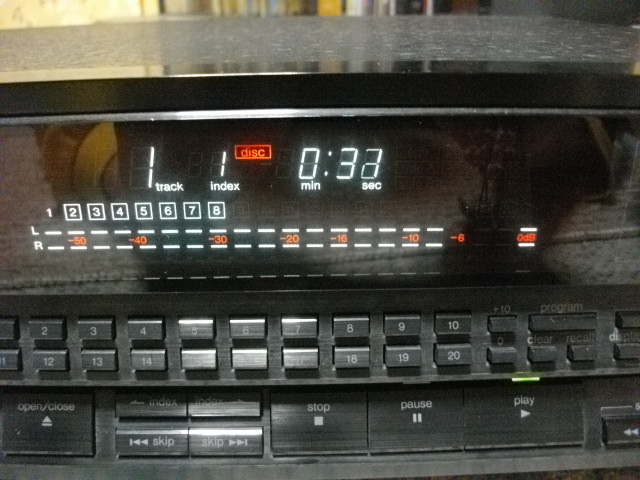 1 1 disc 0:31
track index min sec
1 2 3 4 5 6 7 8
L
-50 -40 -30 -20 -16 -10 -6 0dB
R
+10 program
2 3 4 5 6 7 8 9 10 0 clear recall
11 12 13 14 18 19 20
open/close index index stop pause play
skip skip